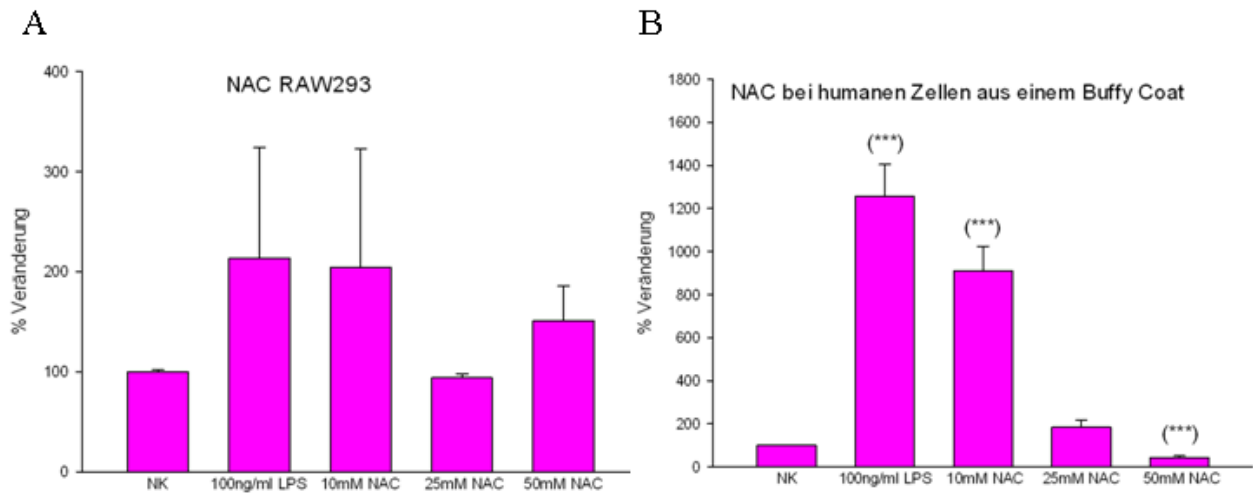 A
NAC RAW293
% Veränderung
400
300
200
100
0
NK 100ng/ml LPS 10mM NAC 25mM NAC 50mM NAC
B
NAC bei humanen Zellen aus einem Buffy Coat
% Veränderung
1800
1600
1400
1200
1000
800
600
400
200
0
(***)
(***)
(***)
NK 100ng/ml LPS 10mM NAC 25mM NAC 50mM NAC